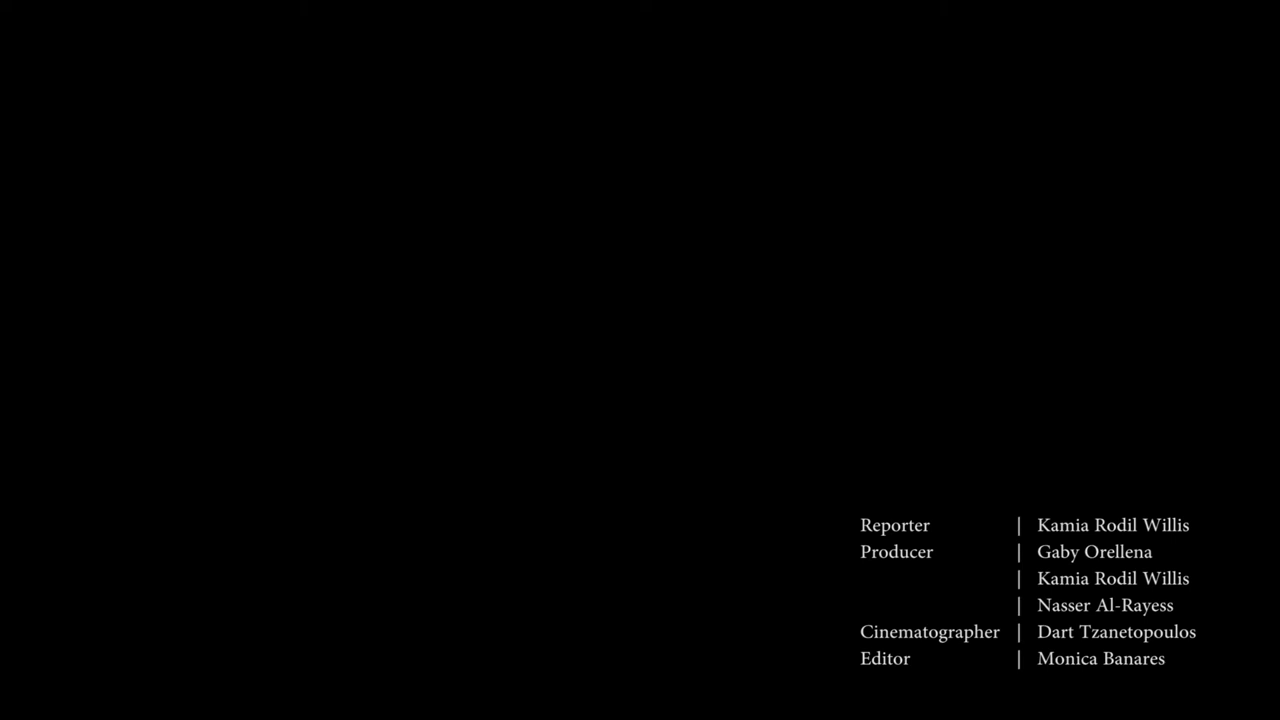 Reporter | Kamia Rodil Willis
Producer | Gaby Orellena
| Kamia Rodil Willis
| Nasser Al-Rayess
Cinematographer | Dart Tzanetopoulos
Editor | Monica Banares